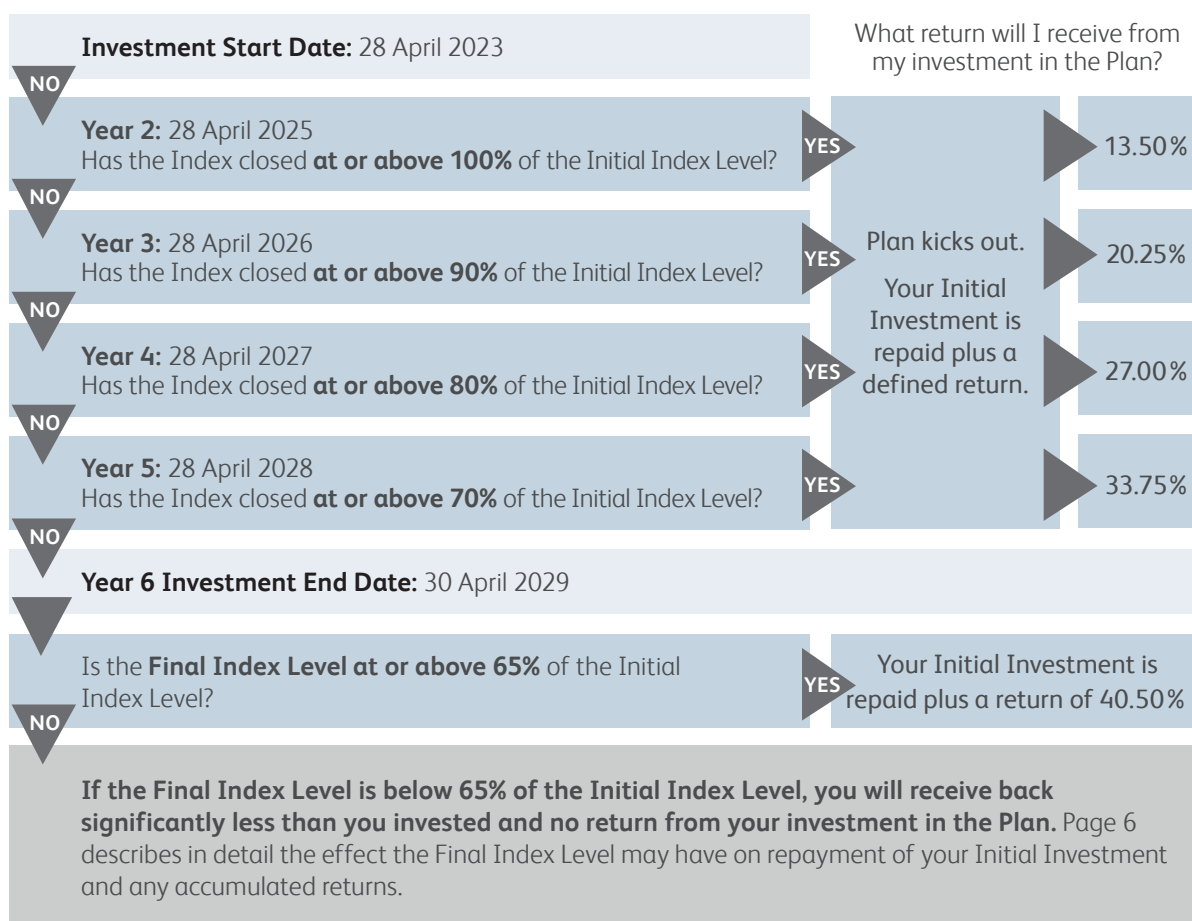 Investment Start Date: 28 April 2023
What return will I receive from
my investment in the Plan?
NO
Year 2: 28 April 2025
Has the Index closed at or above 100% of the Initial Index Level?
YES
13.50%
NO
Year 3: 28 April 2026
Has the Index closed at or above 90% of the Initial Index Level?
YES
Plan kicks out.
Your Initial
Investment is
repaid plus a
defined return.
20.25%
NO
Year 4: 28 April 2027
Has the Index closed at or above 80% of the Initial Index Level?
YES
27.00%
NO
Year 5: 28 April 2028
Has the Index closed at or above 70% of the Initial Index Level?
YES
33.75%
NO
Year 6 Investment End Date: 30 April 2029
Is the Final Index Level at or above 65% of the Initial
Index Level?
YES
Your Initial Investment is
repaid plus a return of 40.50%
NO
If the Final Index Level is below 65% of the Initial Index Level, you will receive back
significantly less than you invested and no return from your investment in the Plan. Page 6
describes in detail the effect the Final Index Level may have on repayment of your Initial Investment
and any accumulated returns.